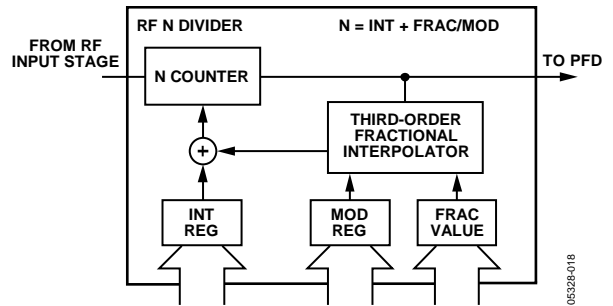 RF N DIVIDER
N = INT + FRAC/MOD
FROM RF
INPUT STAGE
N COUNTER
TO PFD
THIRD-ORDER
FRACTIONAL
INTERPOLATOR
+
INT
REG
MOD
REG
FRAC
VALUE
05328-018